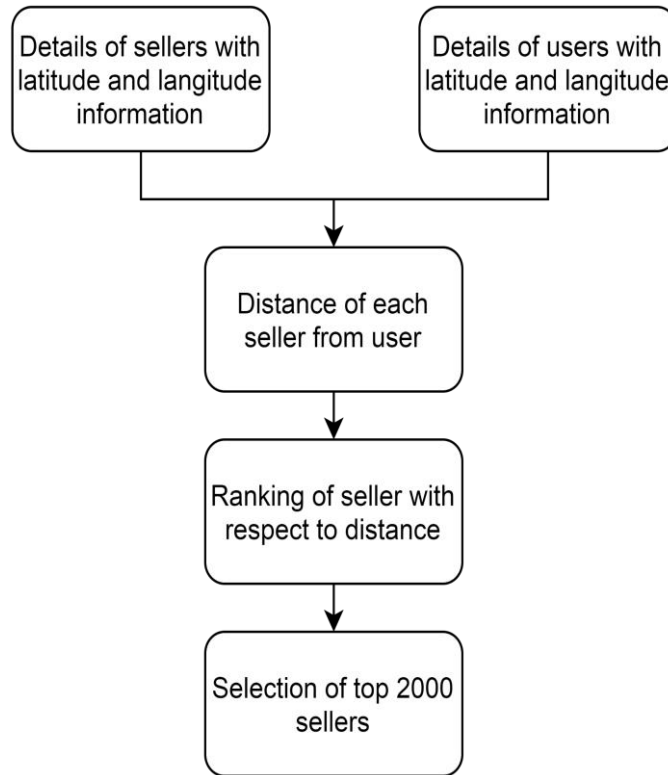 Details of sellers with
latitude and langitude
information
Details of users with
latitude and langitude
information
Distance of each
seller from user
Ranking of seller with
respect to distance
Selection of top 2000
sellers